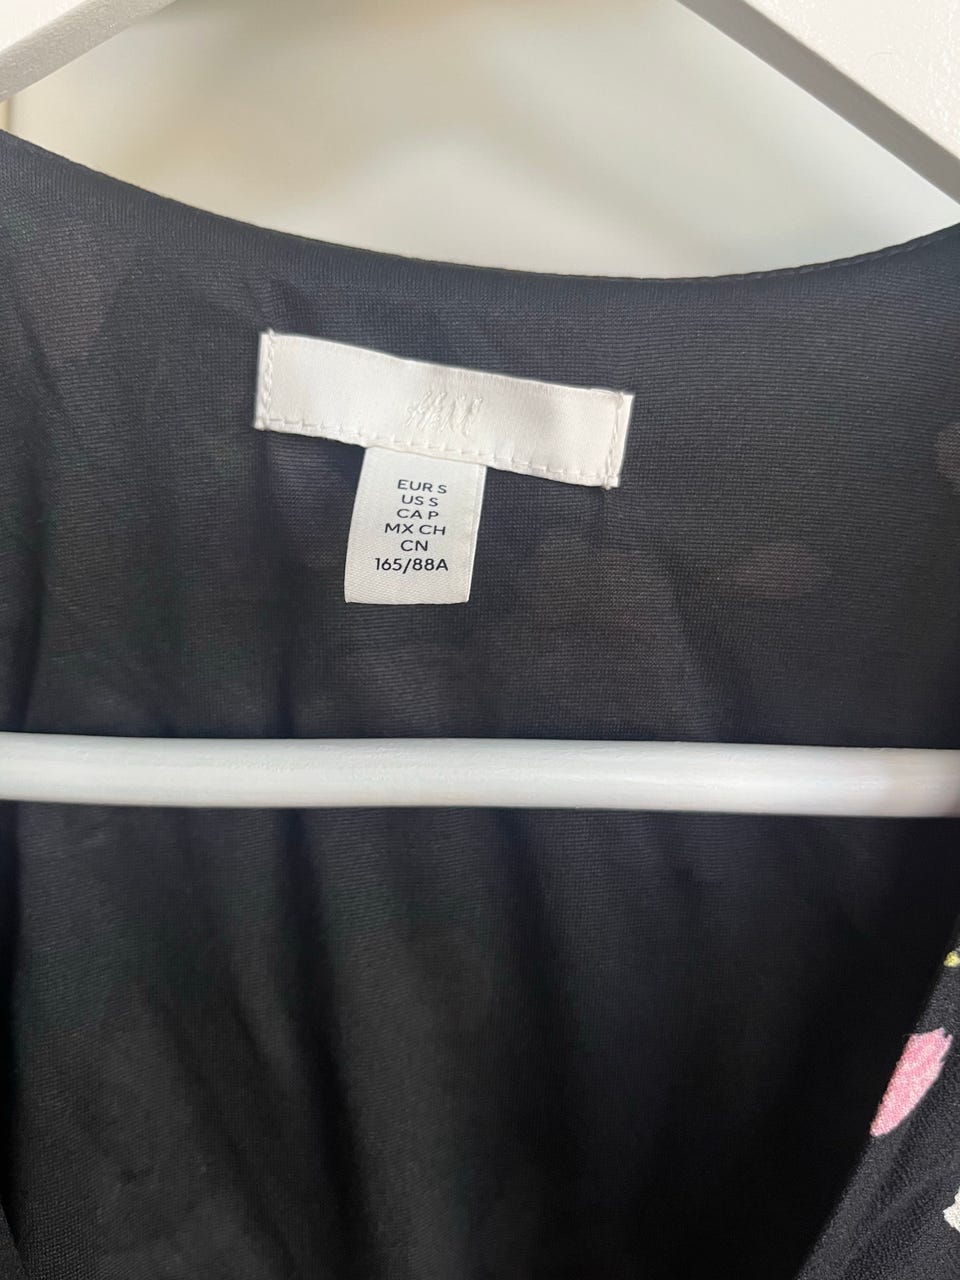 H&M
EUR S
US S
CA P
MX CH
CN
165/88A